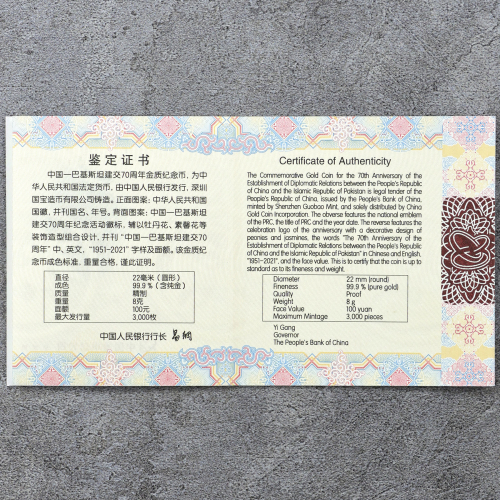 鉴定证书
中国—巴基斯坦建交70周年金质纪念币，为中
华人民共和国法定货币，由中国人民银行发行，深圳
国宝造币有限公司铸造。正面图案：中华人民共和国
国徽，并刊国名、年号。背面图案：中国—巴基斯坦建
交70周年纪念活动徽标，辅以牡丹花、素馨花等
装饰造型组合设计，并刊“中国—巴基斯坦建交70
周年”中、英文，“1951-2021”字样及面额。该金质纪
念币成色标准，重量合格，谨此证明。
直径 22毫米（圆形）
成色 99.9％（含纯金）
质量 精制
重量 8克
面额 100元
最大发行量 3,000枚
中国人民银行行长
Certificate of Authenticity
The Commemorative Gold Coin for the 70th Anniversary of the
Establishment of Diplomatic Relations between the People's Republic
of China and the Islamic Republic of Pakistan is legal tender of the
People's Republic of China, issued by the People's Bank of China,
minted by Shenzhen Guobao Mint, and solely distributed by China
Gold Coin Incorporation. The obverse features the national emblem
of the PRC, the title of PRC and the year date. The reverse features the
celebration logo of the anniversary with a decorative design of
peonies and jasmines, the words "The 70th Anniversary of the
Establishment of Diplomatic Relations between the People's Republic
of China and the Islamic Republic of Pakistan" in Chinese and English,
"1951-2021", and the face value. This is to certify that the coin is up to
standard as to its fineness and weight.
Diameter 22 mm (round)
Fineness 99.9 % (pure gold)
Quality Proof
Weight 8 g
Face Value 100 yuan
Maximum Mintage 3,000 pieces
Yi Gang
Governor
The People's Bank of China